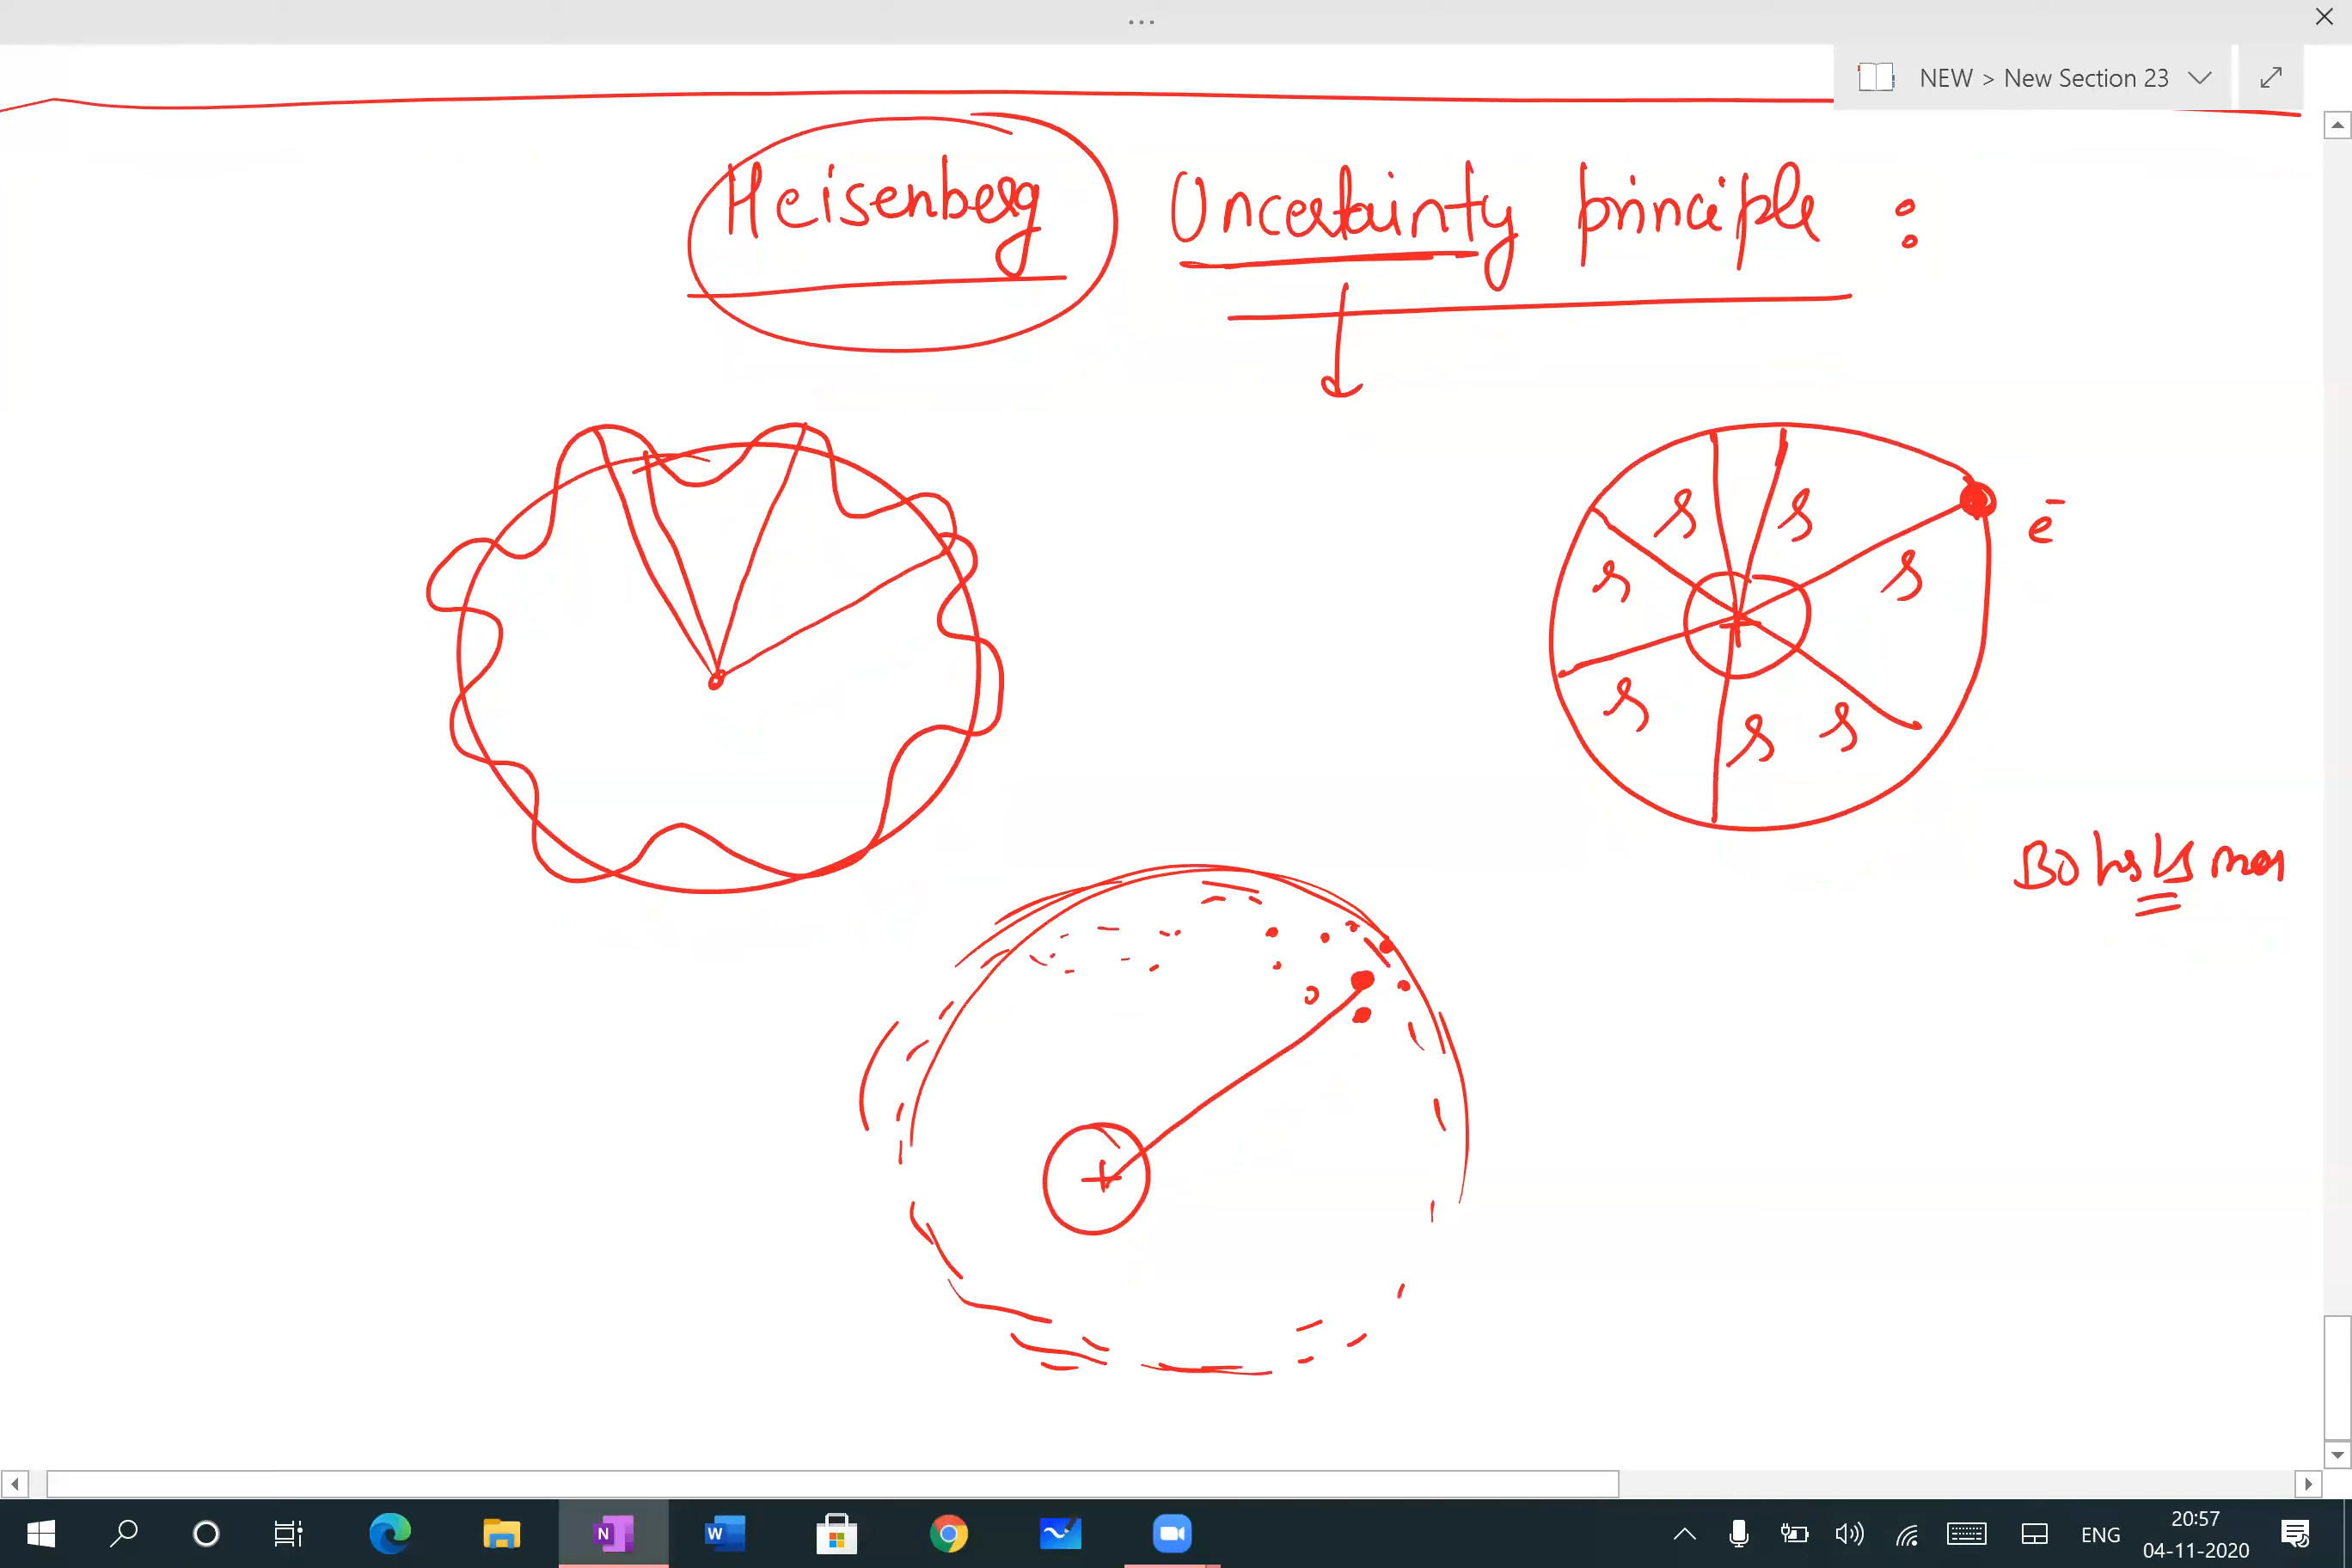 NEW > New Section 23
Heisenberg Uncertainty principle :
r r
r r
e⁻
+
r r r
+
N
W
ENG
20:57
04-11-2020